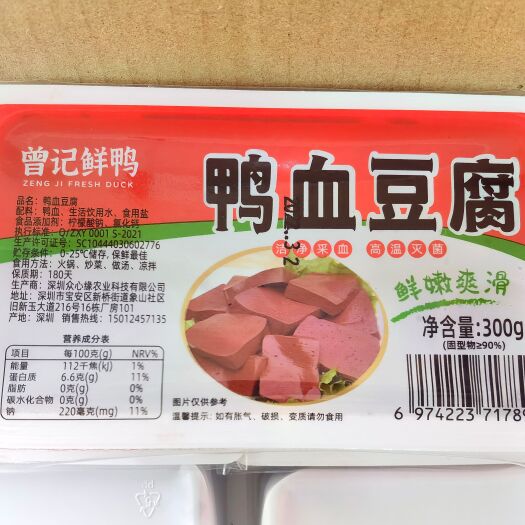 曾记鲜鸭
ZENG JI FRESH DUCK
鸭血豆腐
洁净采血 高温灭菌
鲜嫩爽滑
净含量:300g
(固型物≥90%)
品名：鸭血豆腐
配料：鸭血、生活饮用水、食用盐
食品添加剂：柠檬酸钠、氯化钙
执行标准：Q/ZXY 0001 S-2021
生产许可证号：SC10444030602776
贮存条件：0-25℃储存,保鲜最佳
食用方法：火锅、炒菜、做汤、凉拌
保质期：180天
生产商：深圳众心缘农业科技有限公司
地址：深圳市宝安区新桥街道象山社区
旧新玉大道216号16栋厂房101
产地：深圳 销售热线：15012457135
营养成分表
项目 每100克(g) NRV%
能量 112千焦(kj) 1%
蛋白质 6.6克(g) 11%
脂肪 0克(g) 0%
碳水化合物 0克(g) 0%
钠 220毫克(mg) 11%
图片仅供参考
温馨提示：如有胀气、破损、变质请勿食用
6 974223 7178